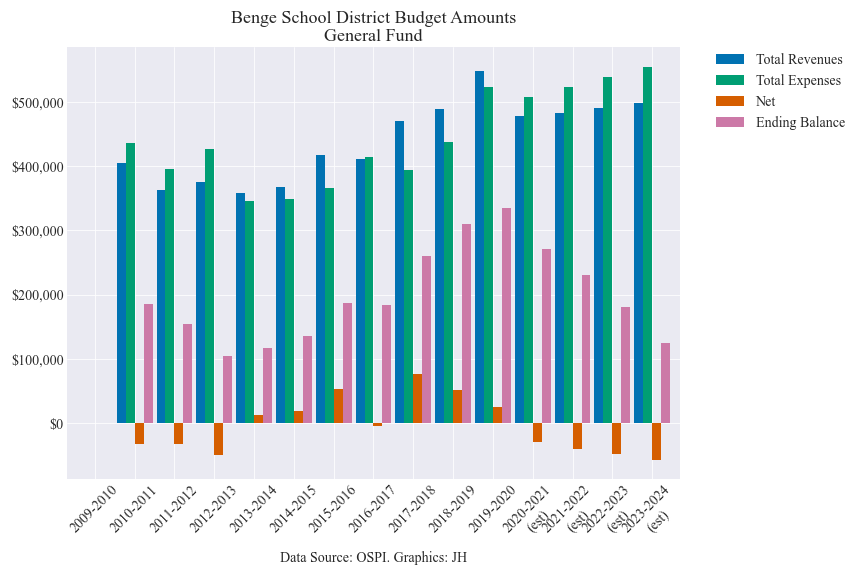 Benge School District Budget Amounts
General Fund
Total Revenues
Total Expenses
Net
Ending Balance
$500,000
$400,000
$300,000
$200,000
$100,000
$0
2009-2010
2010-2011
2011-2012
2012-2013
2013-2014
2014-2015
2015-2016
2016-2017
2017-2018
2018-2019
2019-2020
2020-2021
(est)
2021-2022
(est)
2022-2023
(est)
2023-2024
(est)
Data Source: OSPI. Graphics: JH